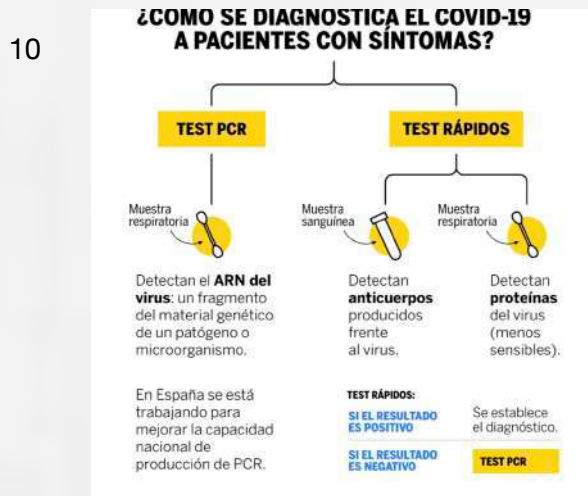 10
¿CÓMO SE DIAGNOSTICA EL COVID-19
A PACIENTES CON SÍNTOMAS?
TEST PCR
TEST RÁPIDOS
Muestra
respiratoria
Muestra
sanguínea
Muestra
respiratoria
Detectan el ARN del
virus: un fragmento
del material genético
de un patógeno o
microorganismo.
Detectan
anticuerpos
producidos
frente
al virus.
Detectan
proteínas
del virus
(menos
sensibles).
En España se está
trabajando para
mejorar la capacidad
nacional de
producción de PCR.
TEST RÁPIDOS:
SI EL RESULTADO
ES POSITIVO
Se establece
el diagnóstico.
SI EL RESULTADO
ES NEGATIVO
TEST PCR